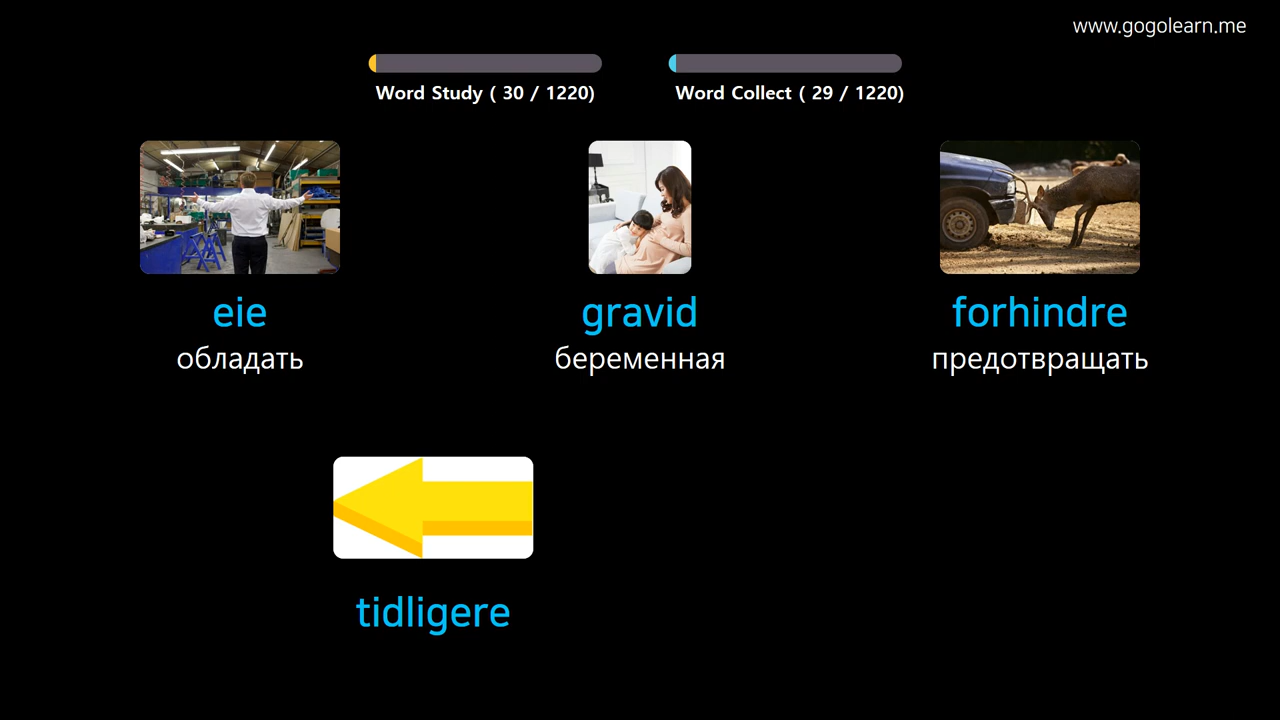 www.gogolearn.me
Word Study ( 30 / 1220)
Word Collect ( 29 / 1220)
eie
gravid
forhindre
обладать
беременная
предотвращать
tidligere